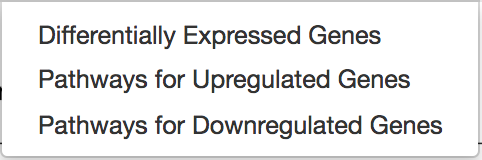 Differentially Expressed Genes
Pathways for Upregulated Genes
Pathways for Downregulated Genes